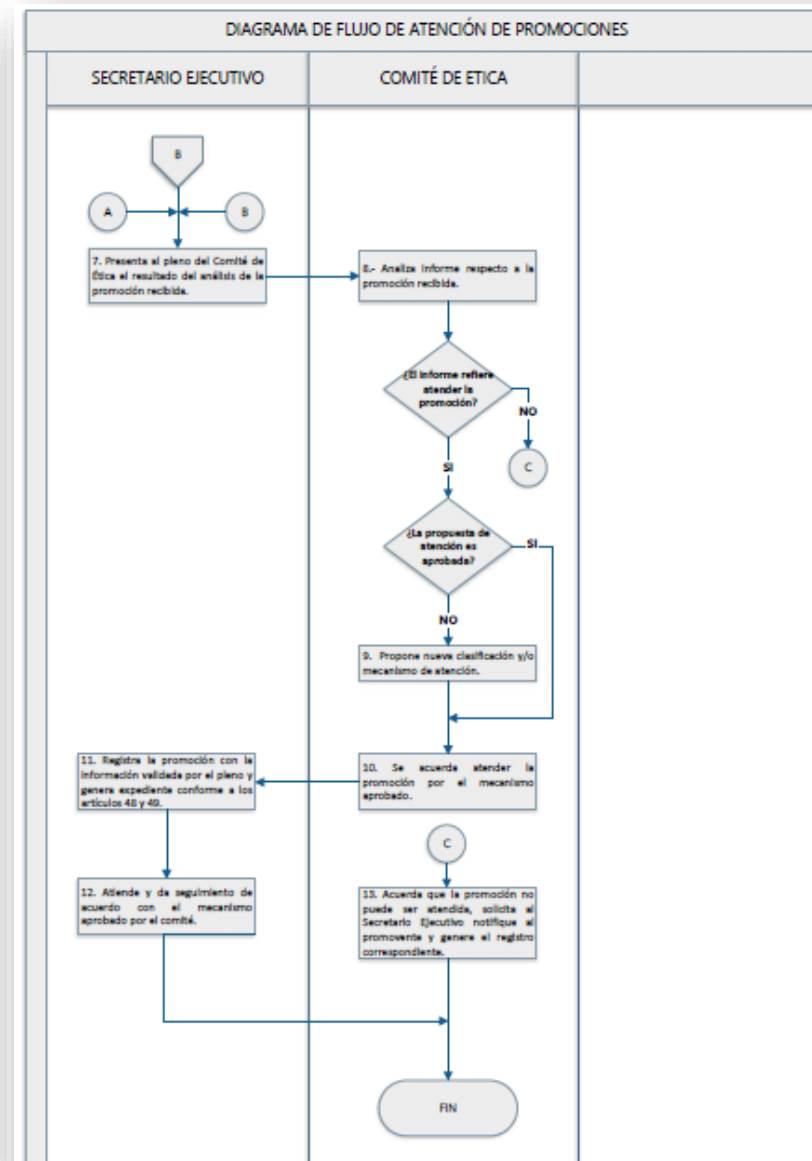 DIAGRAMA DE FLUJO DE ATENCIÓN DE PROMOCIONES
SECRETARIO EJECUTIVO
COMITÉ DE ETICA
B
A
B
7. Presenta al pleno del Comité de
Ética el resultado del análisis de la
promoción recibida.
8.- Analiza informe respecto a la
promoción recibida.
¿El informe refiere
atender la
promoción?
NO
C
SI
¿La propuesta de
atención es
aprobada?
SI
NO
9. Propone nueva clasificación y/o
mecanismo de atención.
10. Se acuerda atender la
promoción por el mecanismo
aprobado.
11. Registra la promoción con la
información validada por el pleno y
genera expediente conforme a los
artículos 48 y 49.
12. Atiende y da seguimiento de
acuerdo con el mecanismo
aprobado por el comité.
C
13. Acuerda que la promoción no
puede ser atendida, solicita al
Secretario Ejecutivo notifique al
promovente y genere el registro
correspondiente.
FIN